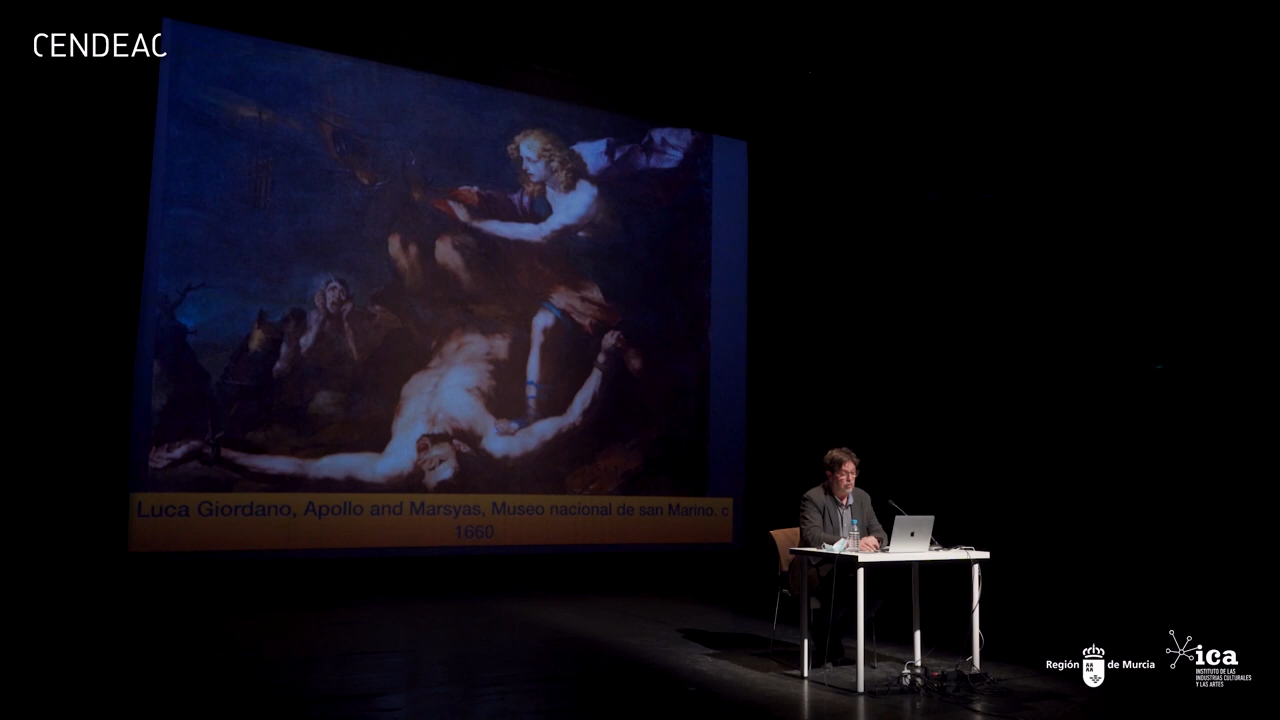 CENDEAC
Luca Giordano, Apollo and Marsyas, Museo nacional de san Marino. c
1660
Región de Murcia
ica
INSTITUTO DE LAS
INDUSTRIAS CULTURALES
Y LAS ARTES